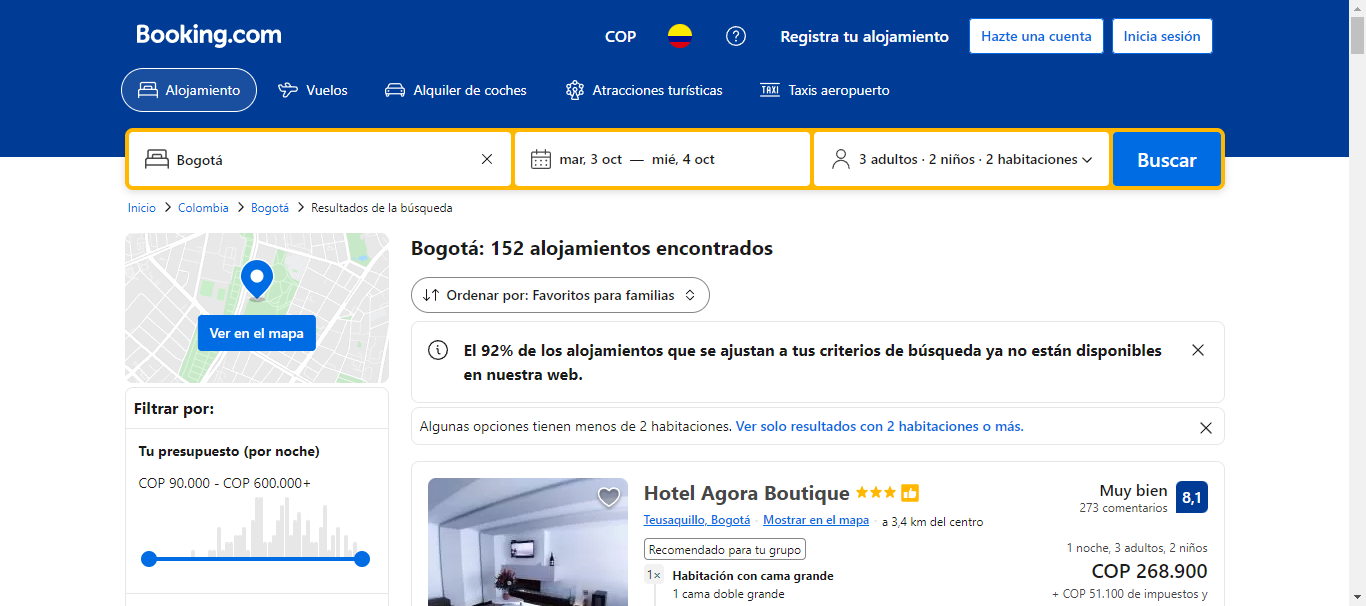 Booking.com
COP
Registra tu alojamiento
Hazte una cuenta
Inicia sesión
Alojamiento
Vuelos
Alquiler de coches
Atracciones turísticas
TAXI
Taxis aeropuerto
Bogotá
mar, 3 oct — mié, 4 oct
3 adultos · 2 niños · 2 habitaciones
Buscar
Inicio > Colombia > Bogotá > Resultados de la búsqueda
Ver en el mapa
Filtrar por:
Tu presupuesto (por noche)
COP 90.000 - COP 600.000+
Bogotá: 152 alojamientos encontrados
Ordenar por: Favoritos para familias
El 92% de los alojamientos que se ajustan a tus criterios de búsqueda ya no están disponibles
en nuestra web.
Algunas opciones tienen menos de 2 habitaciones. Ver solo resultados con 2 habitaciones o más.
Hotel Agora Boutique
Teusaquillo, Bogotá · Mostrar en el mapa · a 3,4 km del centro
Recomendado para tu grupo
1× Habitación con cama grande
1 cama doble grande
Muy bien
273 comentarios
8,1
1 noche, 3 adultos, 2 niños
COP 268.900
+ COP 51.100 de impuestos y